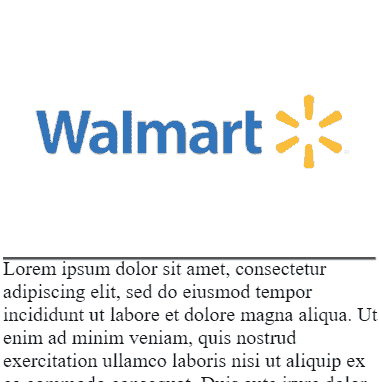 Walmart
Lorem ipsum dolor sit amet, consectetur
adipiscing elit, sed do eiusmod tempor
incididunt ut labore et dolore magna aliqua. Ut
enim ad minim veniam, quis nostrud
exercitation ullamco laboris nisi ut aliquip ex